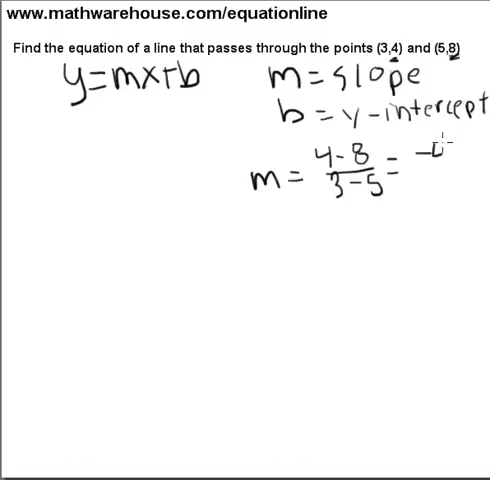 www.mathwarehouse.com/equationline
Find the equation of a line that passes through the points (3,4) and (5,8)
y=mx+b m=slope
b = y-intercept
m = 4-8/3-5 = -4